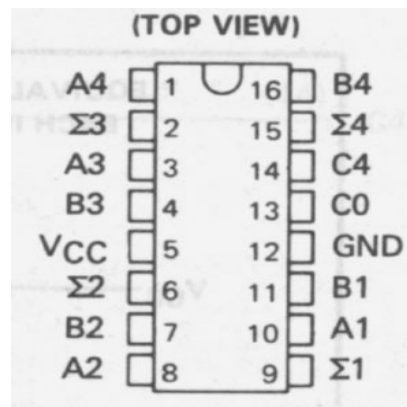 (TOP VIEW)
A4 1 16 B4
Σ3 2 15 Σ4
A3 3 14 C4
B3 4 13 C0
VCC 5 12 GND
Σ2 6 11 B1
B2 7 10 A1
A2 8 9 Σ1